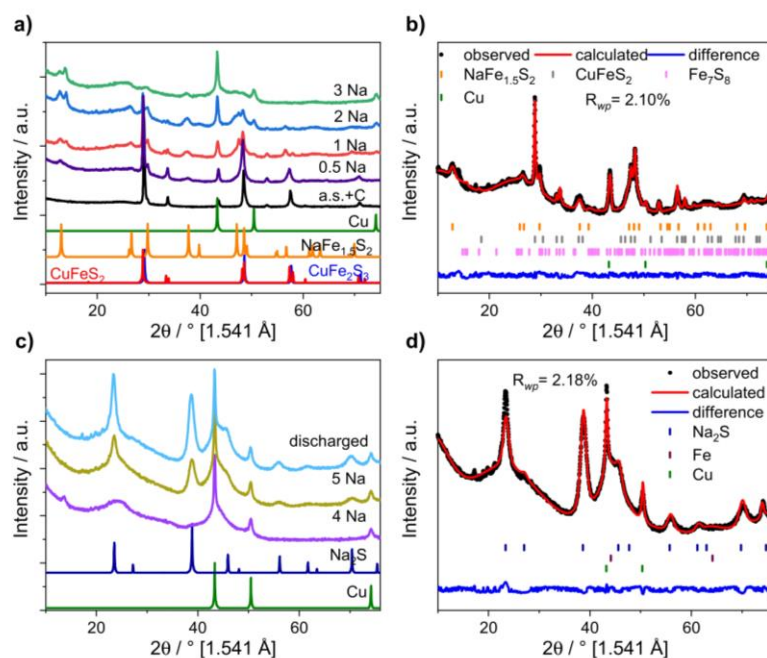 a)
Intensity / a.u.
3 Na
2 Na
1 Na
0.5 Na
a.s.+C
Cu
NaFe₁.₅S₂
CuFeS₂
CuFe₂S₃
20 40 60
2θ / ° [1.541 Å]
b)
Intensity / a.u.
observed calculated difference
NaFe₁.₅S₂ CuFeS₂ Fe₇S₈
Cu
R_wp = 2.10%
20 40 60
2θ / ° [1.541 Å]
c)
Intensity / a.u.
discharged
5 Na
4 Na
Na₂S
Cu
20 40 60
2θ / ° [1.541 Å]
d)
Intensity / a.u.
R_wp = 2.18%
observed
calculated
difference
Na₂S
Fe
Cu
20 40 60
2θ / ° [1.541 Å]